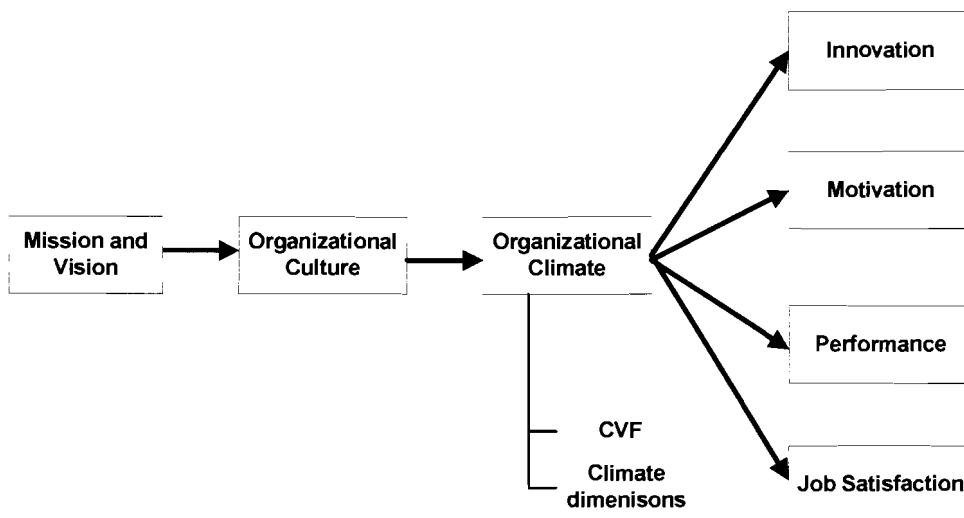 Innovation
Motivation
Mission and
Vision
Organizational
Culture
Organizational
Climate
Performance
CVF
Climate
dimenisons
Job Satisfaction